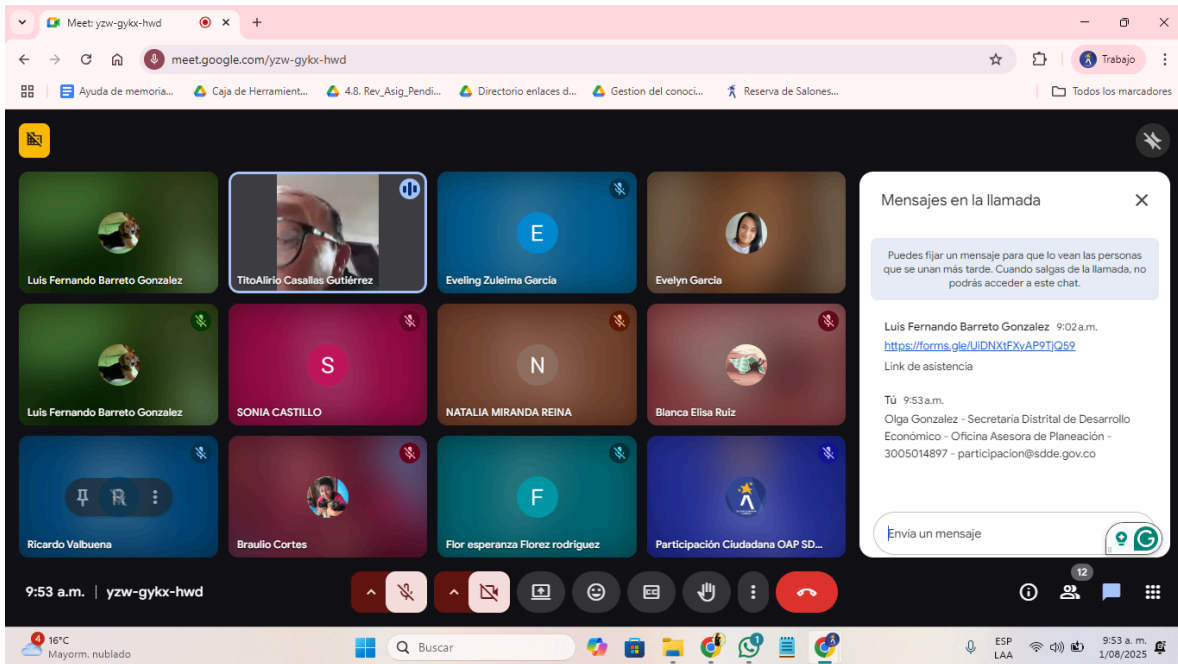 Meet: yzw-gykx-hwd
meet.google.com/yzw-gykx-hwd
Trabajo
Ayuda de memoria...
Caja de Herramient...
4.8. Rev_Asig_Pendi...
Directorio enlaces d...
Gestion del conoci...
Reserva de Salones...
Todos los marcadores
Luis Fernando Barreto Gonzalez
TitoAlirio Casallas Gutiérrez
E
Eveling Zuleima García
Evelyn Garcia
Luis Fernando Barreto Gonzalez
S
SONIA CASTILLO
N
NATALIA MIRANDA REINA
Blanca Elisa Ruiz
Ricardo Valbuena
Braulio Cortes
F
Flor esperanza Florez rodríguez
Participación Ciudadana OAP SD...
Mensajes en la llamada
Puedes fijar un mensaje para que lo vean las personas
que se unan más tarde. Cuando salgas de la llamada, no
podrás acceder a este chat.
Luis Fernando Barreto Gonzalez 9:02 a.m.
https://forms.gle/UiDNXtFXyAP9TjQ59
Link de asistencia
Tú 9:53 a.m.
Olga Gonzalez - Secretaría Distrital de Desarrollo
Económico - Oficina Asesora de Planeación -
3005014897 - participacion@sdde.gov.co
Envía un mensaje
9:53 a.m. | yzw-gykx-hwd
12
4
16°C
Mayorm. nublado
Buscar
ESP
LAA
9:53 a. m.
1/08/2025